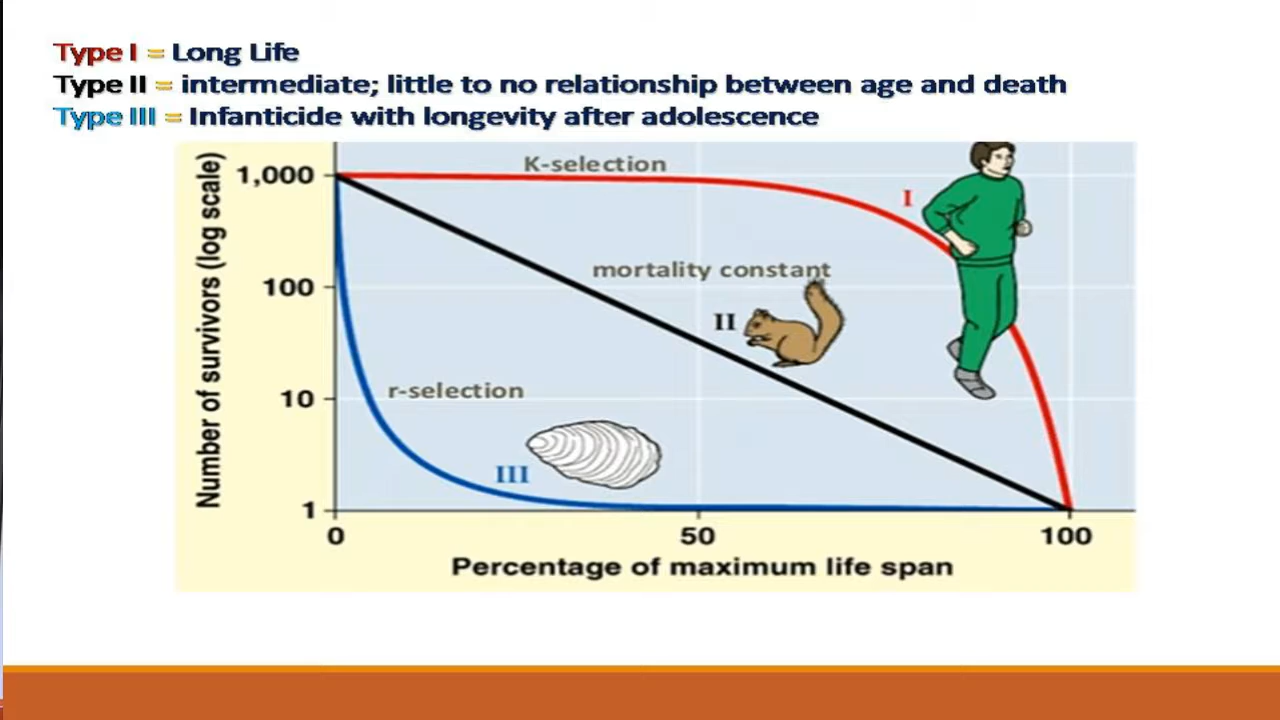 Type I = Long Life
Type II = intermediate; little to no relationship between age and death
Type III = Infanticide with longevity after adolescence
Number of survivors (log scale)
1,000
100
10
1
K-selection
I
mortality constant
II
r-selection
III
0 50 100
Percentage of maximum life span